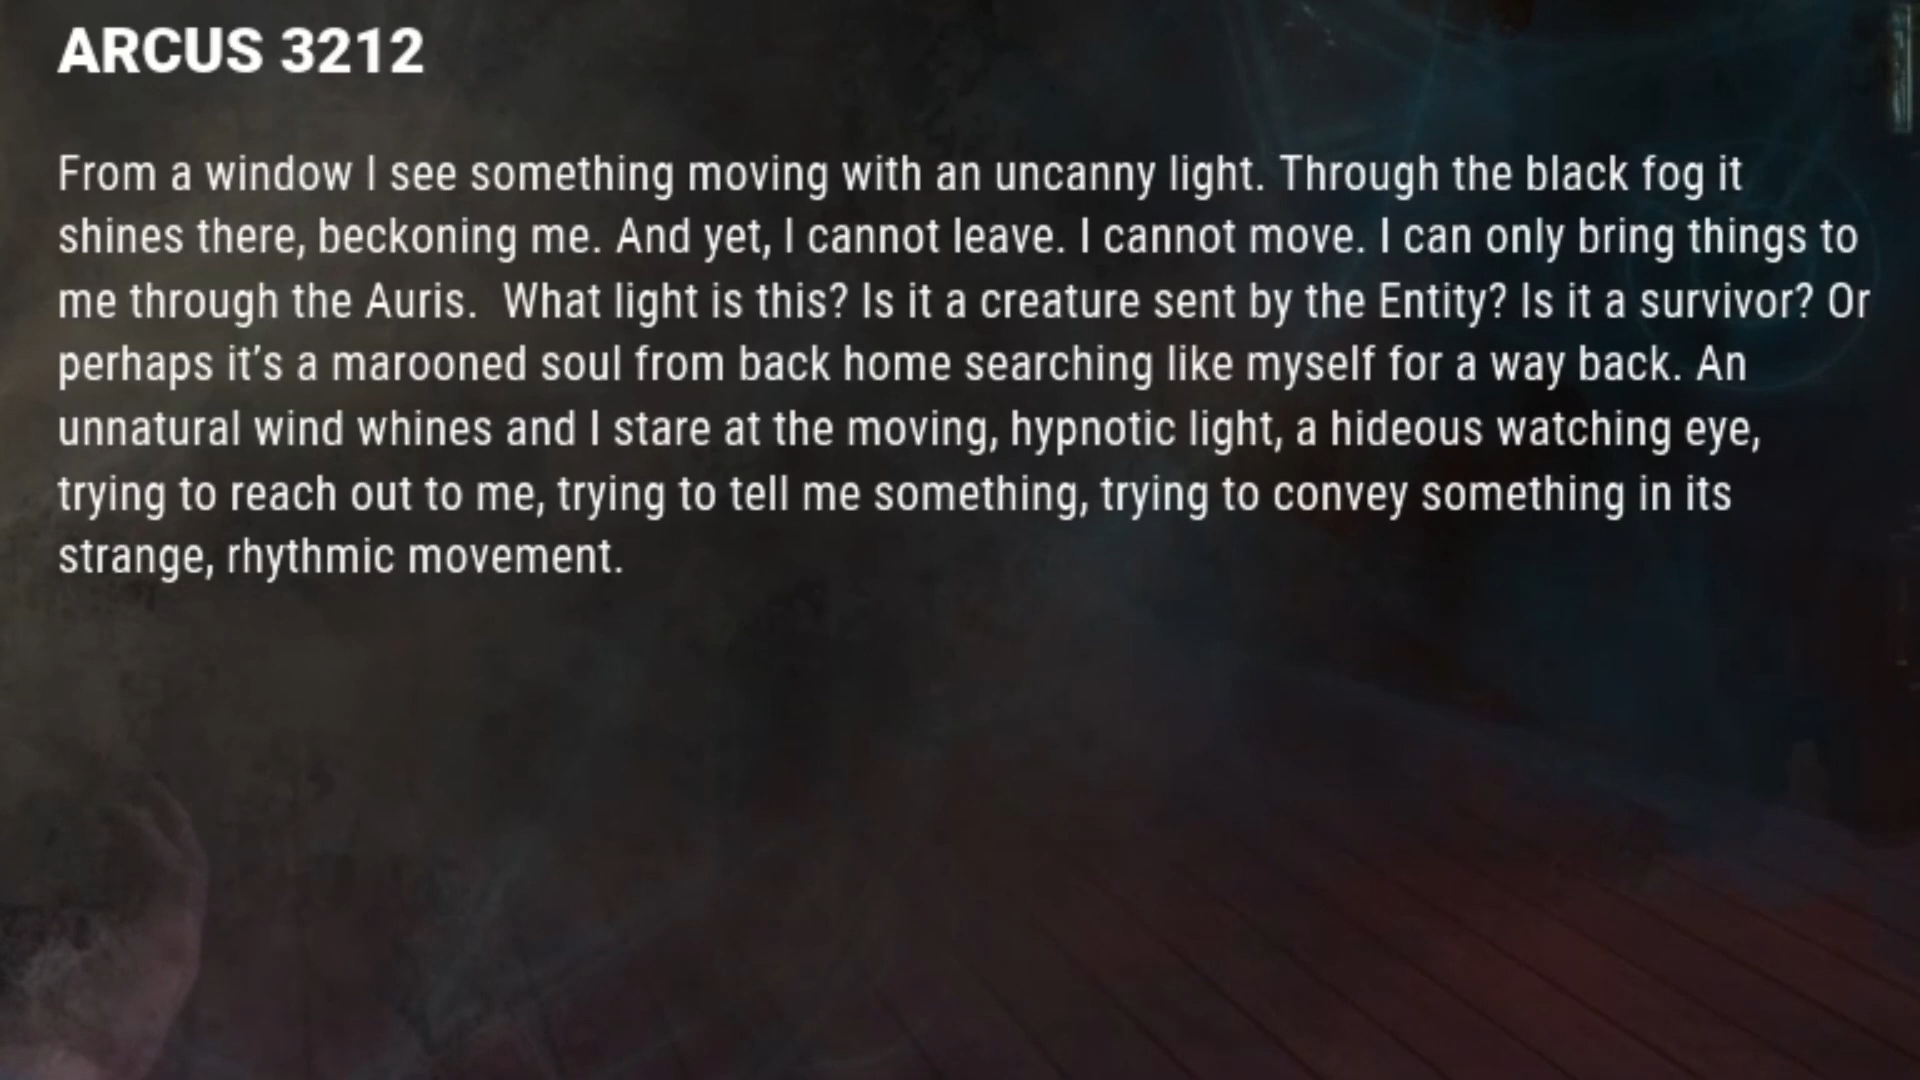 ARCUS 3212
From a window I see something moving with an uncanny light. Through the black fog it
shines there, beckoning me. And yet, I cannot leave. I cannot move. I can only bring things to
me through the Auris.  What light is this? Is it a creature sent by the Entity? Is it a survivor? Or
perhaps it’s a marooned soul from back home searching like myself for a way back. An
unnatural wind whines and I stare at the moving, hypnotic light, a hideous watching eye,
trying to reach out to me, trying to tell me something, trying to convey something in its
strange, rhythmic movement.